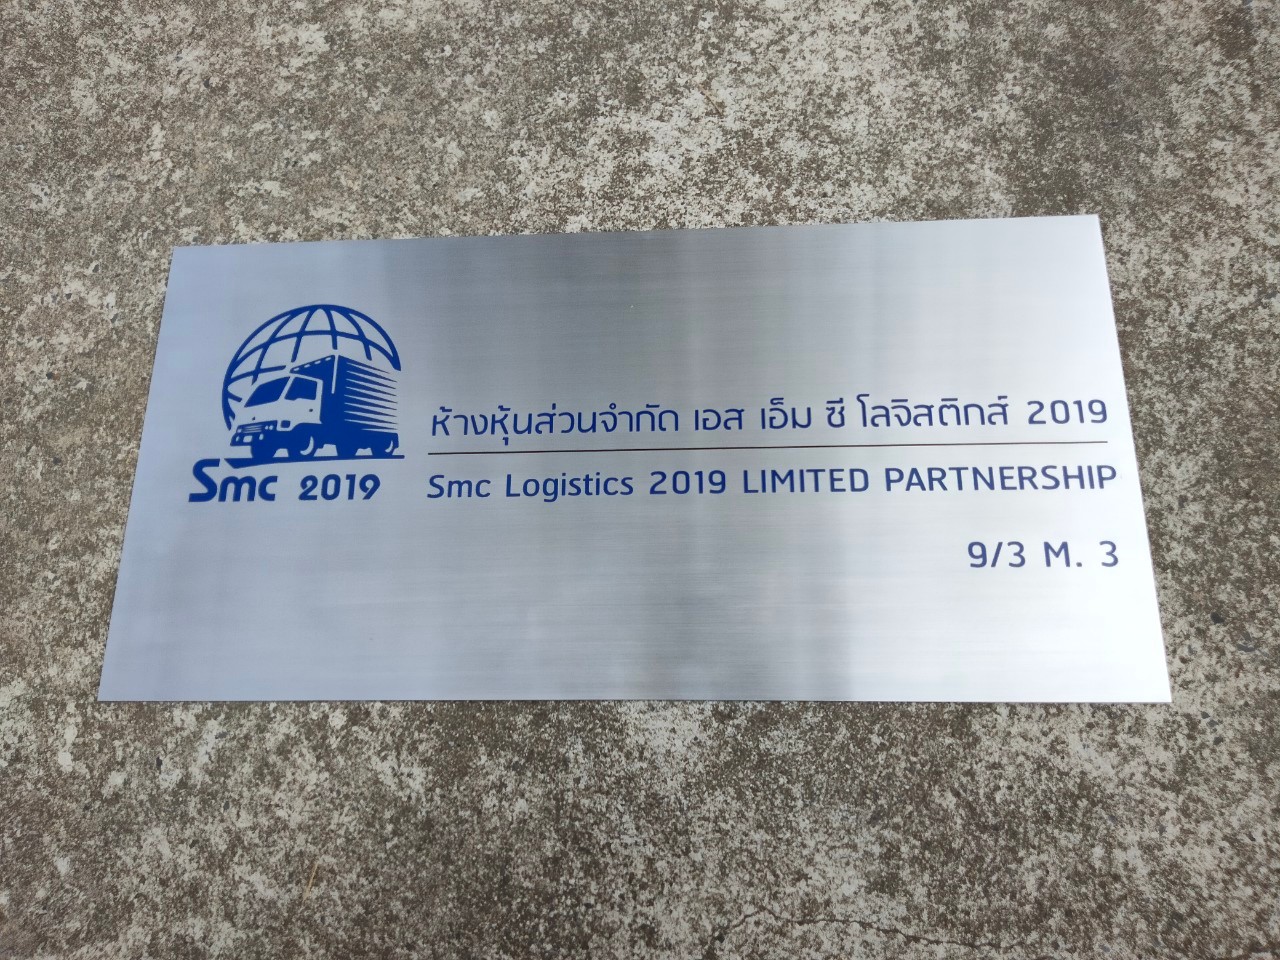 Smc 2019
ห้างหุ้นส่วนจำกัด เอส เอ็ม ซี โลจิสติกส์ 2019
Smc Logistics 2019 LIMITED PARTNERSHIP
9/3 M. 3